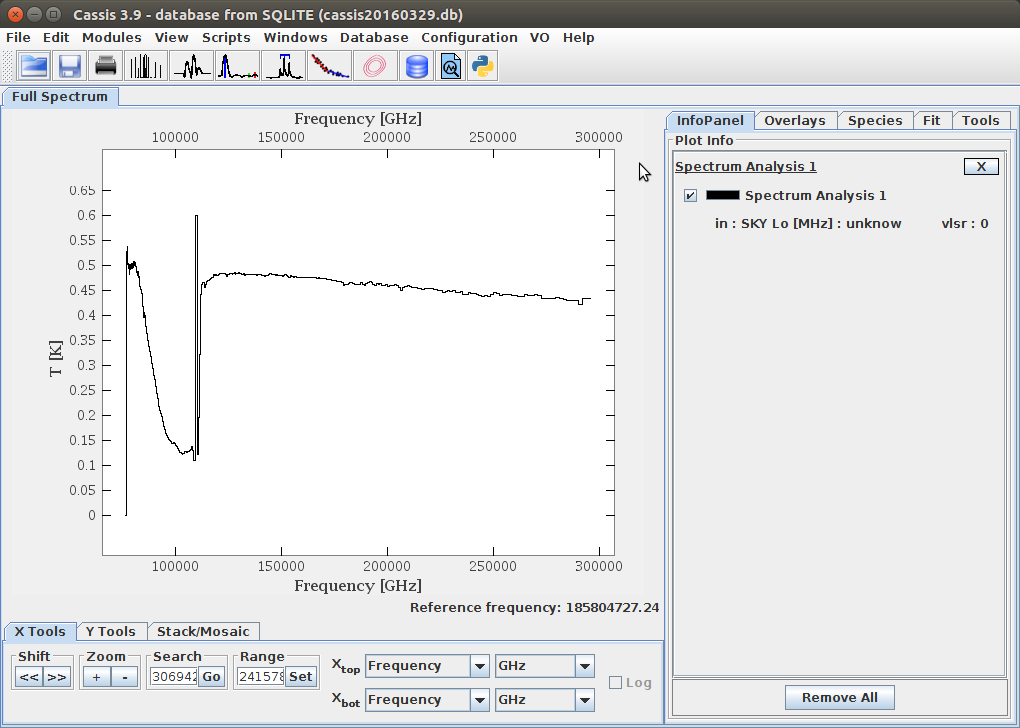 Cassis 3.9 - database from SQLITE (cassis20160329.db)
File Edit Modules View Scripts Windows Database Configuration VO Help
Full Spectrum
Frequency [GHz]
100000 150000 200000 250000 300000
0.65
0.6
0.55
0.5
0.45
0.4
0.35
0.3
0.25
0.2
0.15
0.1
0.05
0
T [K]
100000 150000 200000 250000 300000
Frequency [GHz]
Reference frequency: 185804727.24
InfoPanel Overlays Species Fit Tools
Plot Info
Spectrum Analysis 1 X
Spectrum Analysis 1
in : SKY Lo [MHz] : unknow vlsr : 0
Remove All
X Tools Y Tools Stack/Mosaic
Shift Zoom Search Range
<< >> + - 306942 Go 241578 Set
Xtop Frequency GHz
Xbot Frequency GHz
Log